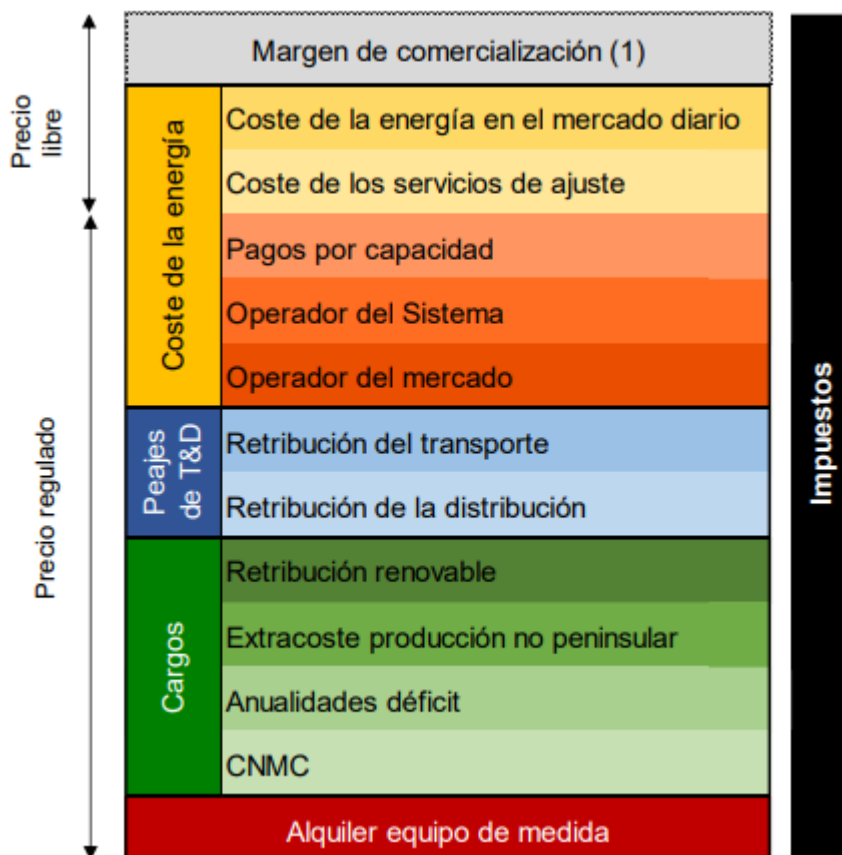 Margen de comercialización (1)
Precio
libre
Coste de la energía
Coste de la energía en el mercado diario
Coste de los servicios de ajuste
Pagos por capacidad
Operador del Sistema
Operador del mercado
Precio regulado
Peajes
de T&D
Retribución del transporte
Retribución de la distribución
Cargos
Retribución renovable
Extracoste producción no peninsular
Anualidades déficit
CNMC
Alquiler equipo de medida
Impuestos